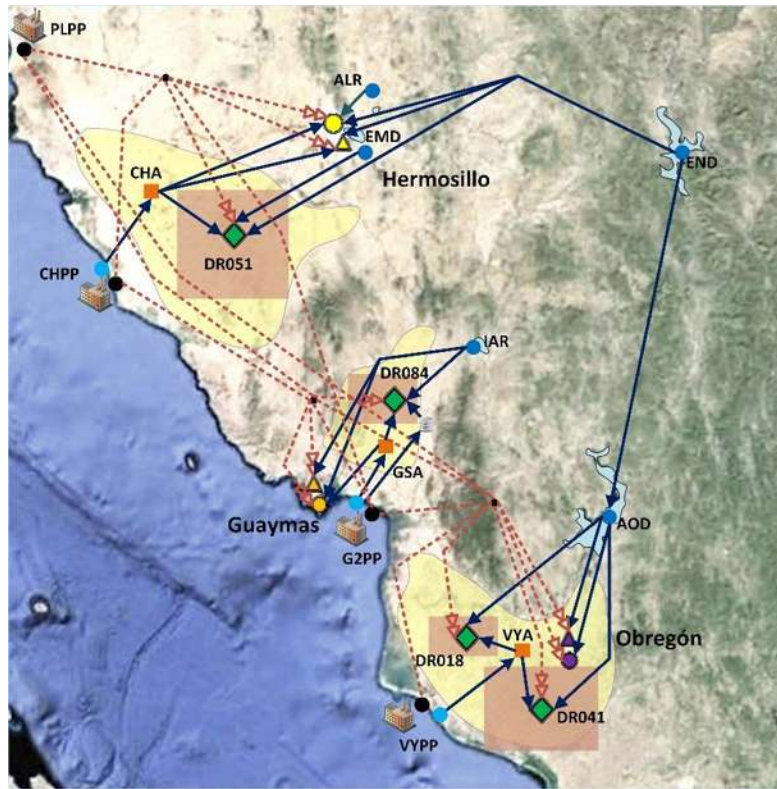 PLPP
ALR
EMD
END
Hermosillo
CHA
DR051
CHPP
IAR
DR084
GSA
Guaymas
G2PP
AOD
VYA
Obregón
DR018
DR041
VYPP